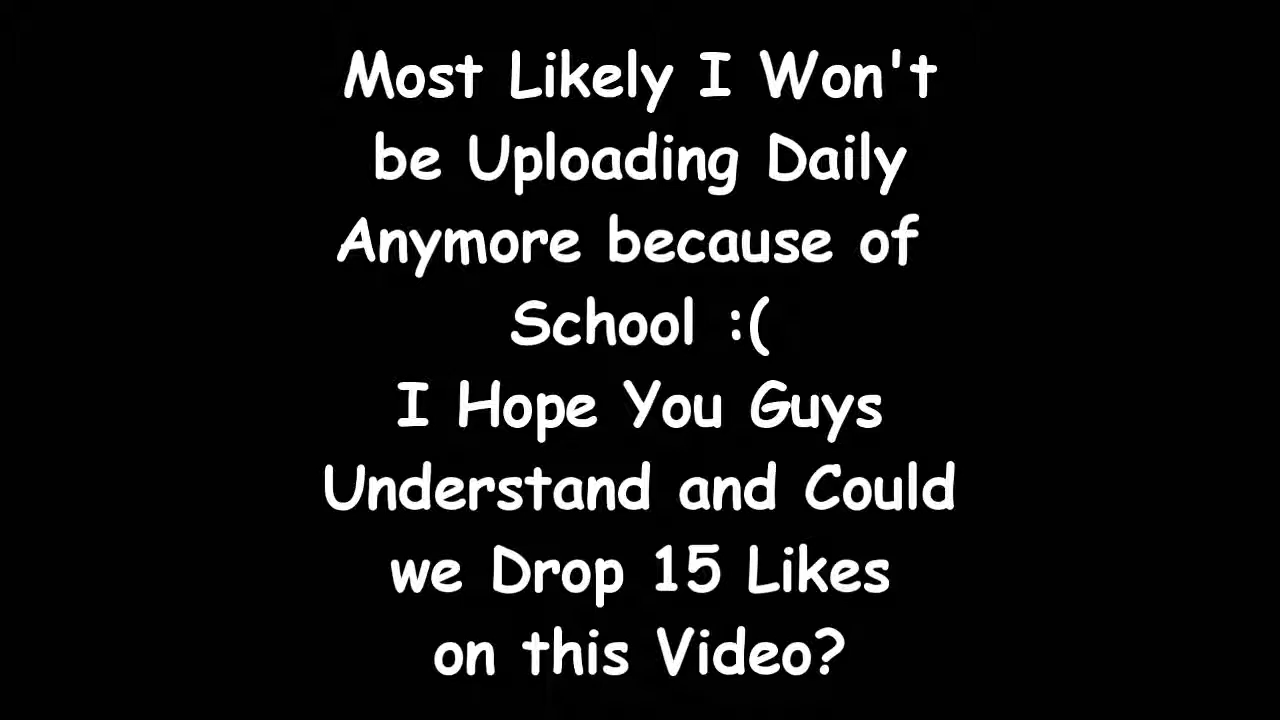 Most Likely I Won't
be Uploading Daily
Anymore because of
School :(
I Hope You Guys
Understand and Could
we Drop 15 Likes
on this Video?